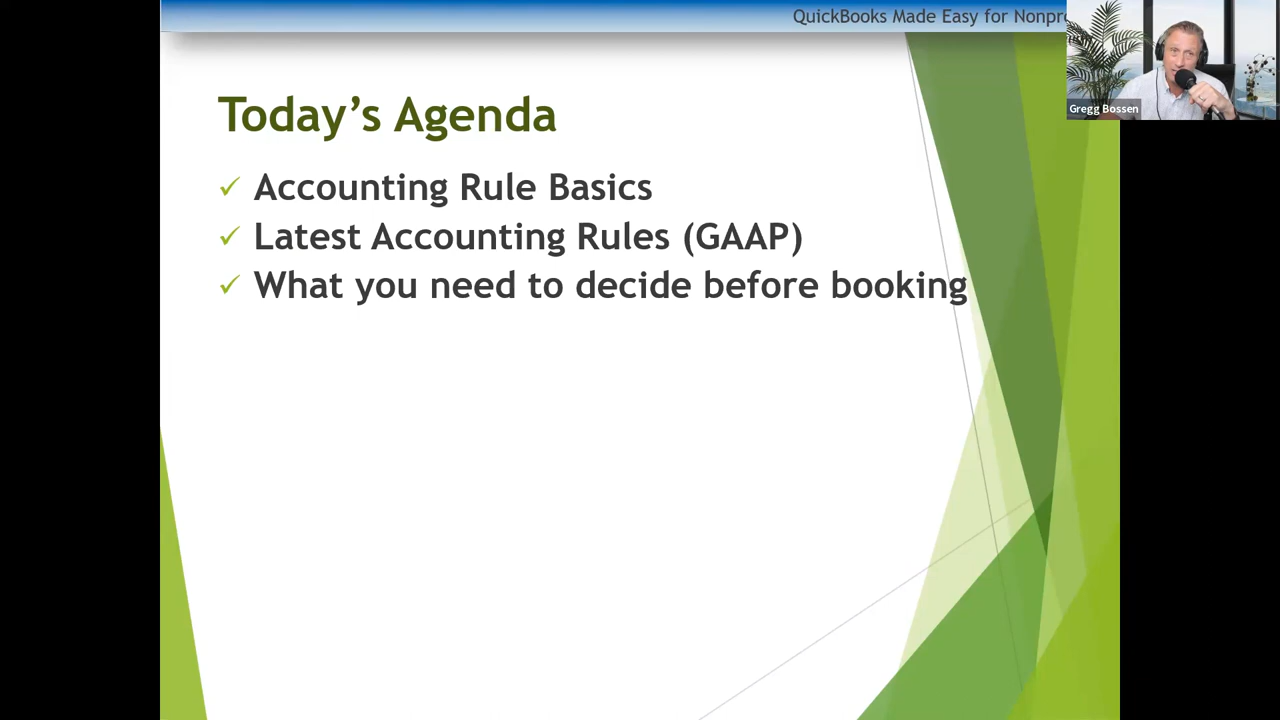 QuickBooks Made Easy for
Gregg Bossen
Today's Agenda
✓ Accounting Rule Basics
✓ Latest Accounting Rules (GAAP)
✓ What you need to decide before booking